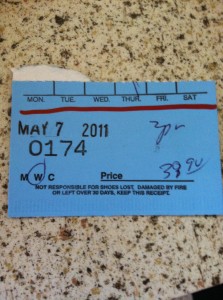 MON. TUE. WED. THUR. FRI. SAT
MAY 7 2011 3pr
0174
M W C Price 38 90
NOT RESPONSIBLE FOR SHOES LOST, DAMAGED BY FIRE
OR LEFT OVER 30 DAYS, KEEP THIS RECEIPT.